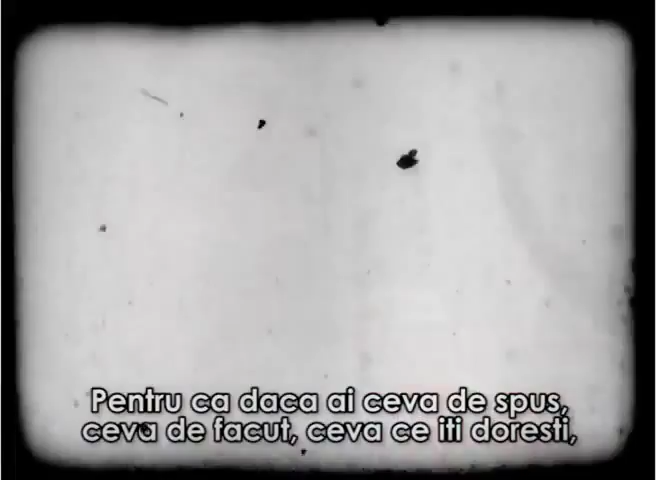 Pentru ca daca ai ceva de spus,
ceva de facut, ceva ce iti doresti,